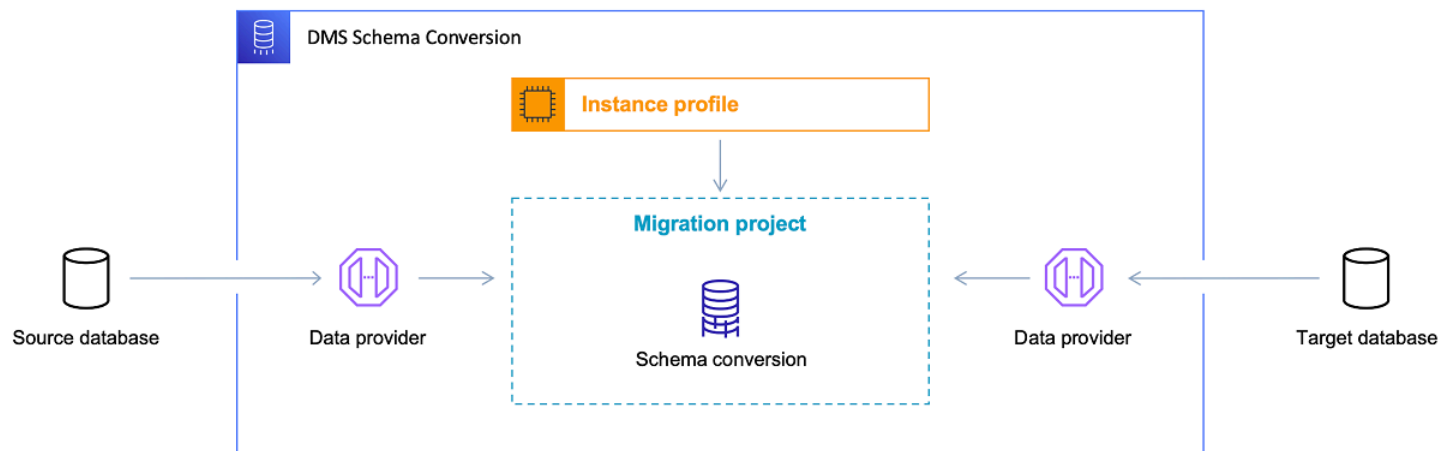 DMS Schema Conversion
Instance profile
Migration project
Source database
Data provider
Schema conversion
Data provider
Target database